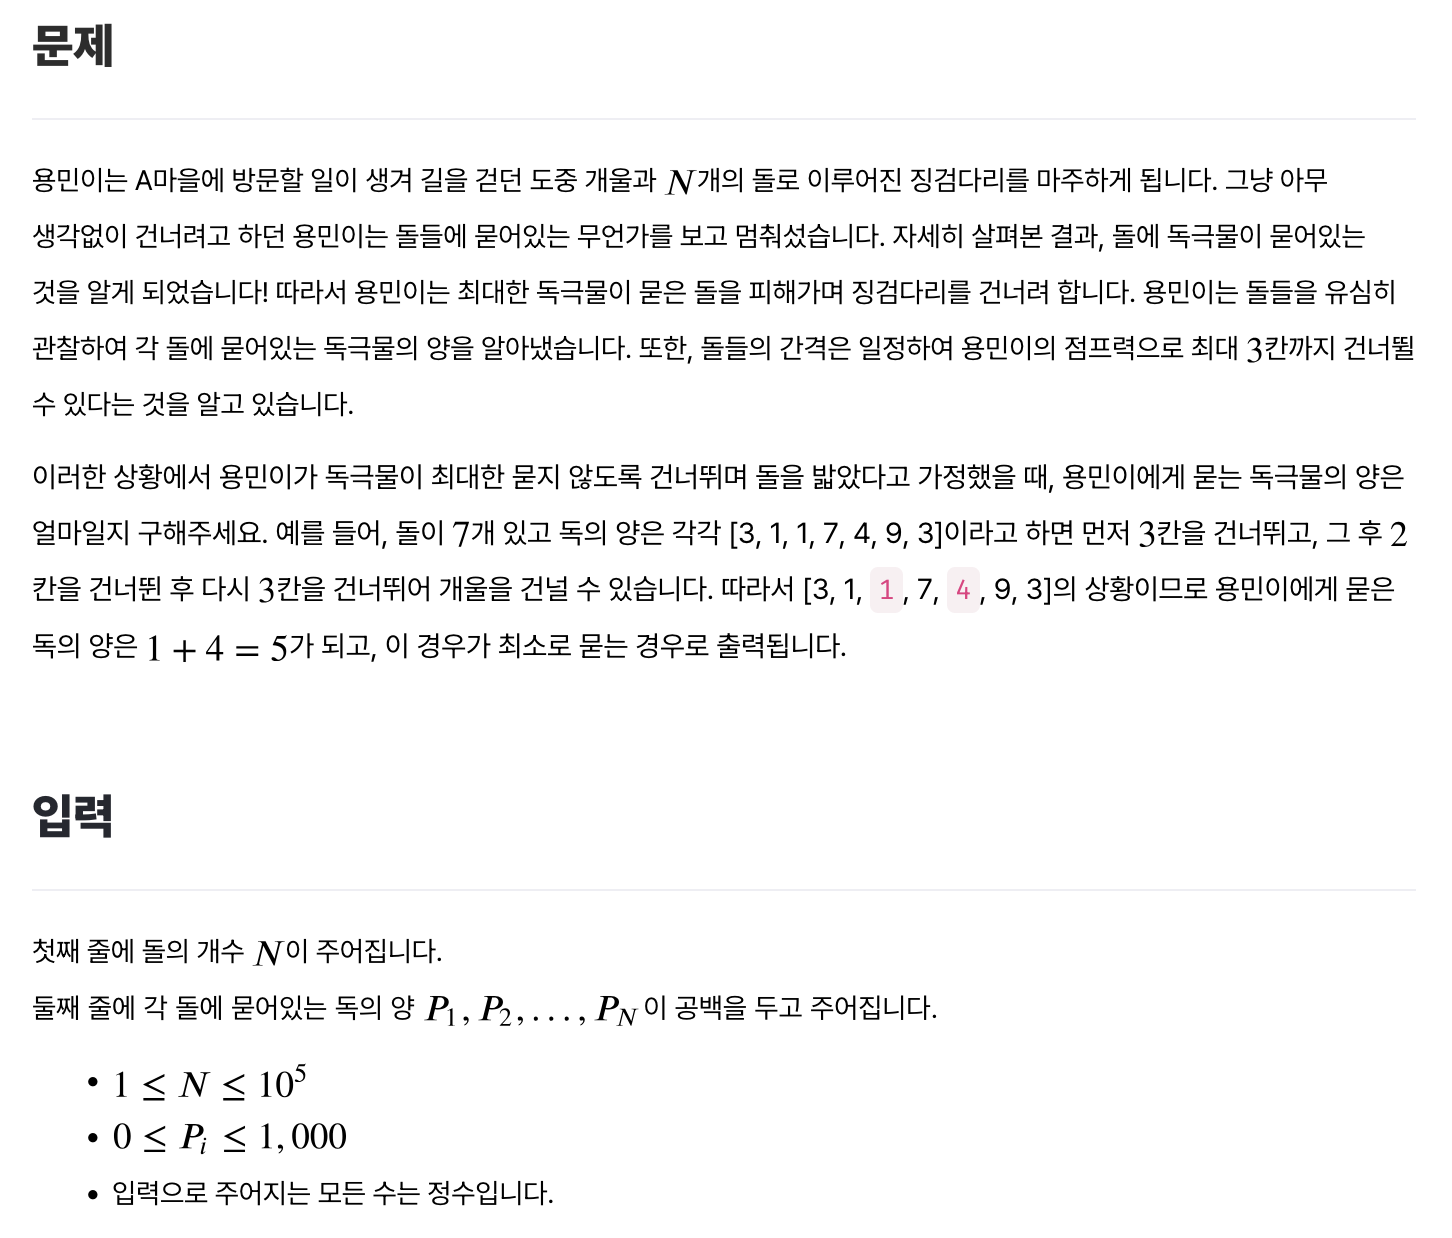 문제
용민이는 A마을에 방문할 일이 생겨 길을 걷던 도중 개울과 N개의 돌로 이루어진 징검다리를 마주하게 됩니다. 그냥 아무
생각없이 건너려고 하던 용민이는 돌들에 묻어있는 무언가를 보고 멈춰섰습니다. 자세히 살펴본 결과, 돌에 독극물이 묻어있는
것을 알게 되었습니다! 따라서 용민이는 최대한 독극물이 묻은 돌을 피해가며 징검다리를 건너려 합니다. 용민이는 돌들을 유심히
관찰하여 각 돌에 묻어있는 독극물의 양을 알아냈습니다. 또한, 돌들의 간격은 일정하여 용민이의 점프력으로 최대 3칸까지 건너뛸
수 있다는 것을 알고 있습니다.
이러한 상황에서 용민이가 독극물이 최대한 묻지 않도록 건너뛰며 돌을 밟았다고 가정했을 때, 용민이에게 묻는 독극물의 양은
얼마일지 구해주세요. 예를 들어, 돌이 7개 있고 독의 양은 각각 [3, 1, 1, 7, 4, 9, 3]이라고 하면 먼저 3칸을 건너뛰고, 그 후 2
칸을 건너뛴 후 다시 3칸을 건너뛰어 개울을 건널 수 있습니다. 따라서 [3, 1, 1, 7, 4, 9, 3]의 상황이므로 용민이에게 묻은
독의 양은 1 + 4 = 5가 되고, 이 경우가 최소로 묻는 경우로 출력됩니다.
입력
첫째 줄에 돌의 개수 N이 주어집니다.
둘째 줄에 각 돌에 묻어있는 독의 양 P₁, P₂, . . . , P_N이 공백을 두고 주어집니다.
• 1 ≤ N ≤ 10⁵
• 0 ≤ Pᵢ ≤ 1, 000
• 입력으로 주어지는 모든 수는 정수입니다.